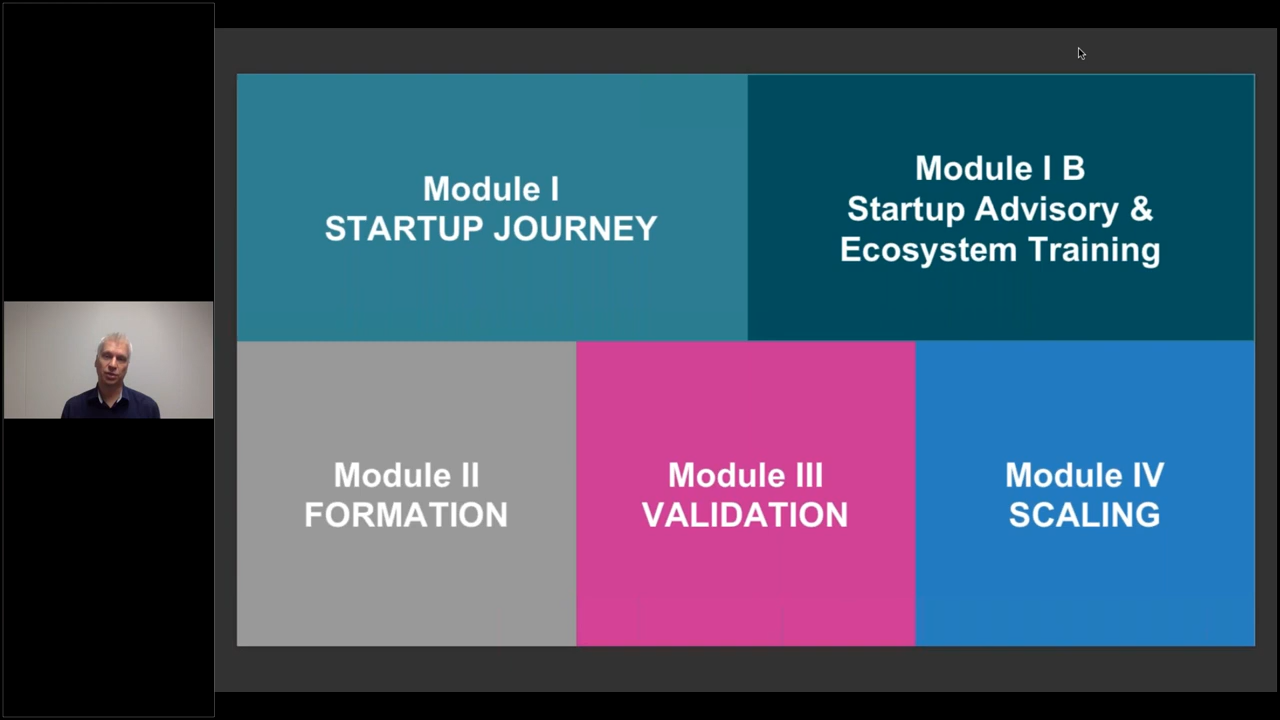 Module I
STARTUP JOURNEY
Module I B
Startup Advisory &
Ecosystem Training
Module II
FORMATION
Module III
VALIDATION
Module IV
SCALING